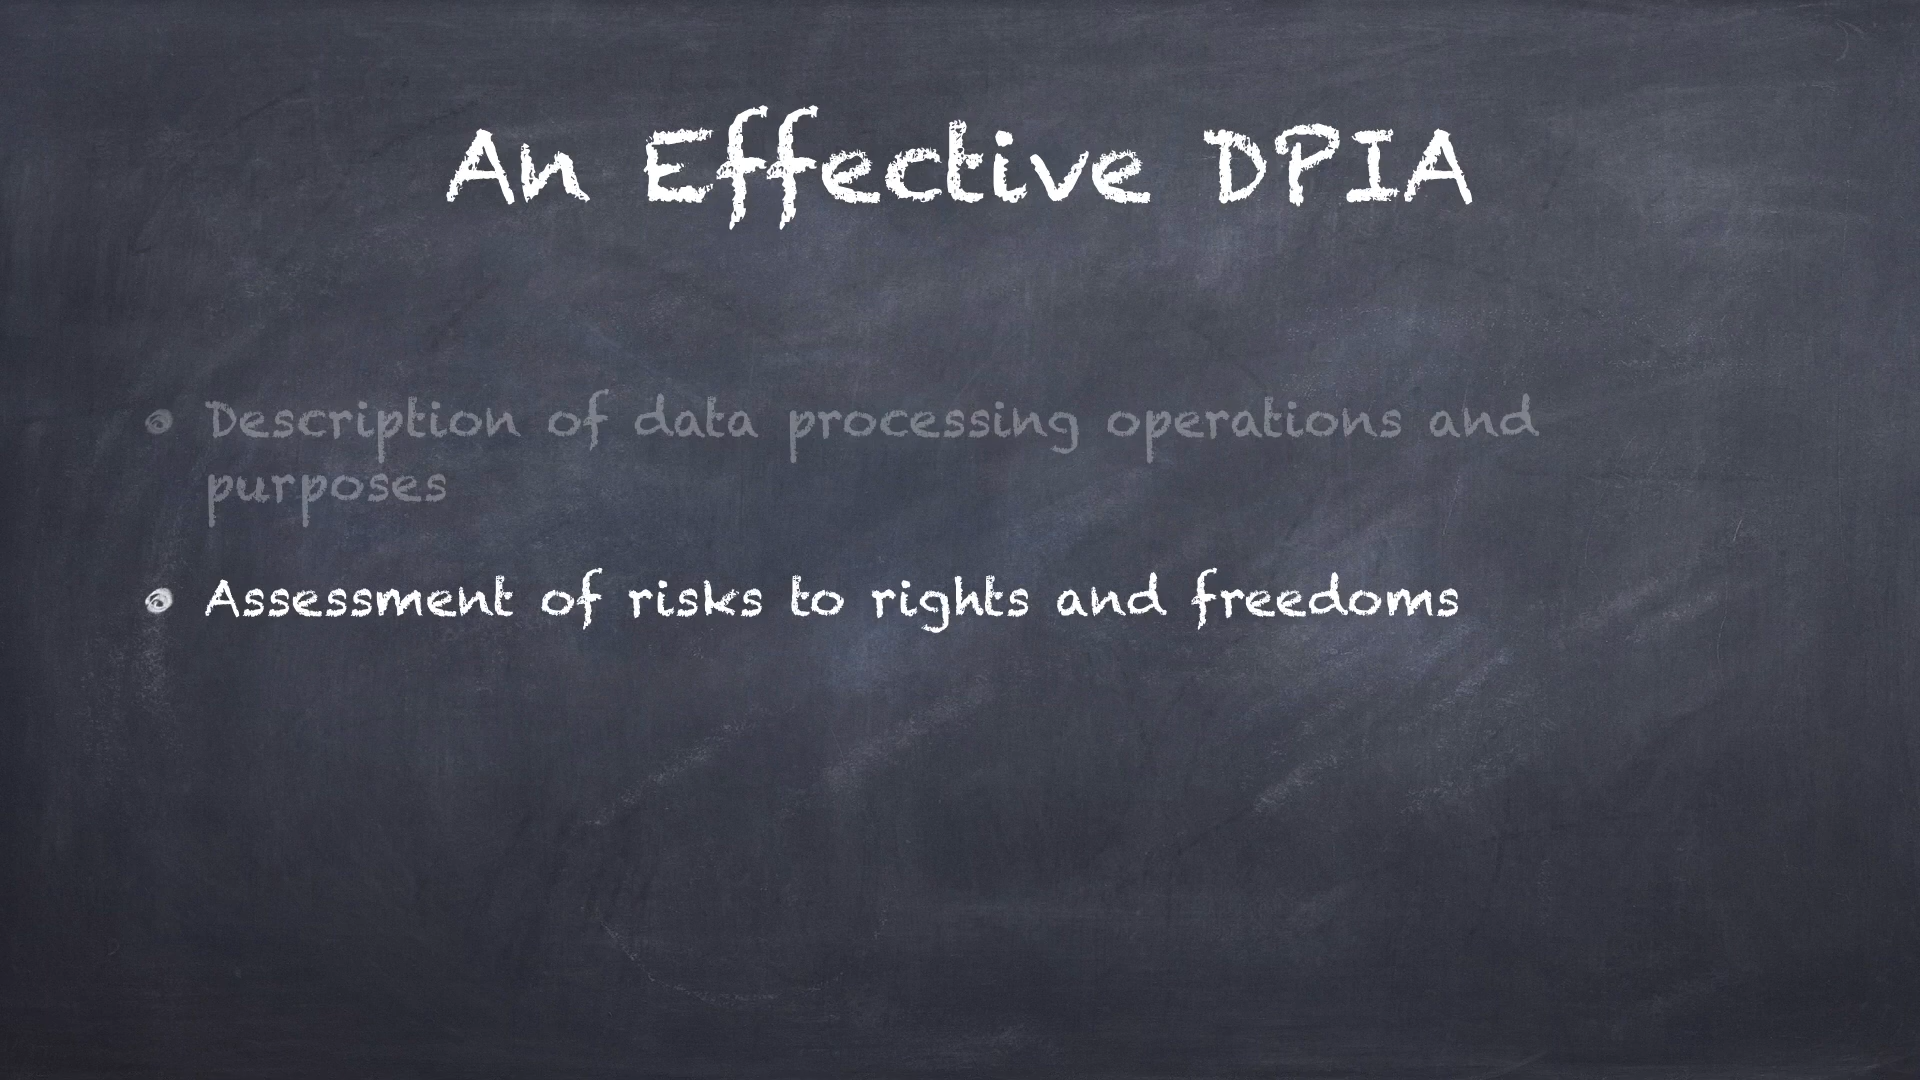 An Effective DPIA
Description of data processing operations and
purposes
Assessment of risks to rights and freedoms